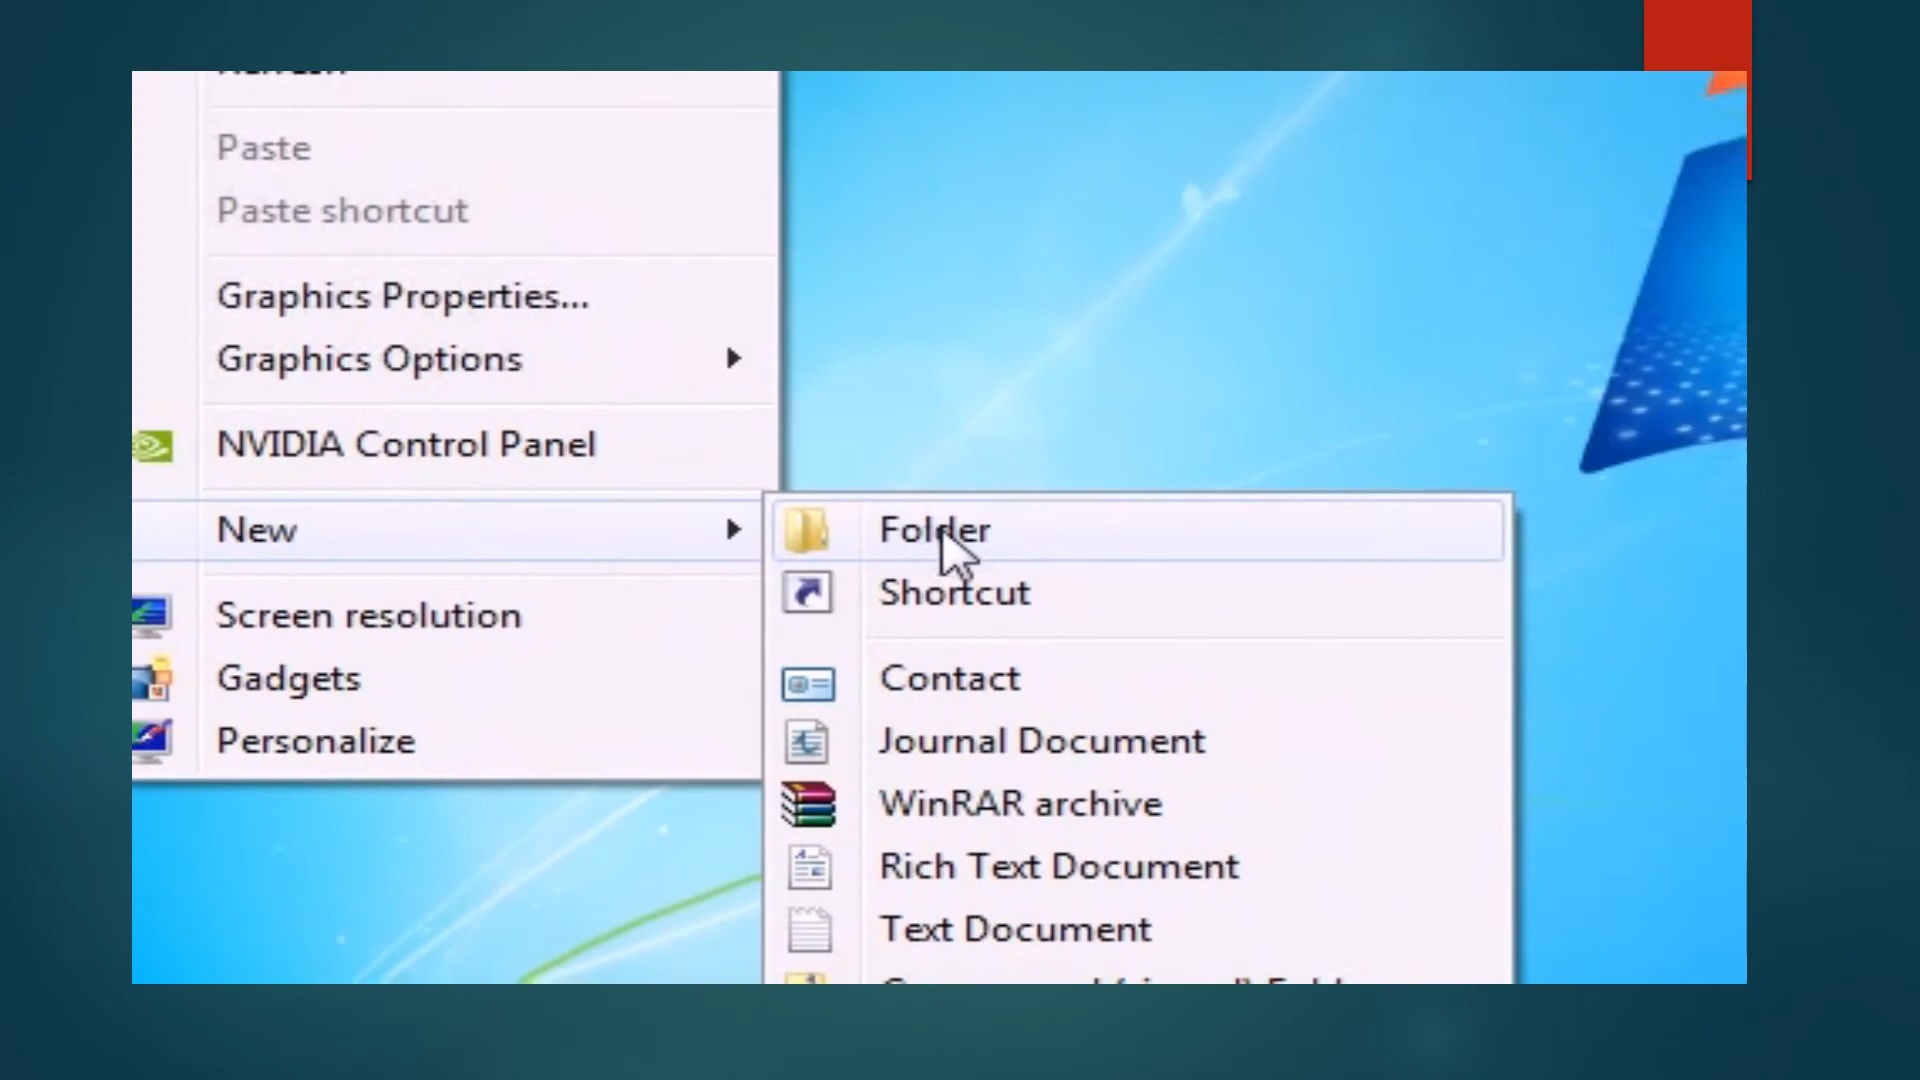 Paste
Paste shortcut
Graphics Properties...
Graphics Options
NVIDIA Control Panel
New
Screen resolution
Gadgets
Personalize
Folder
Shortcut
Contact
Journal Document
WinRAR archive
Rich Text Document
Text Document